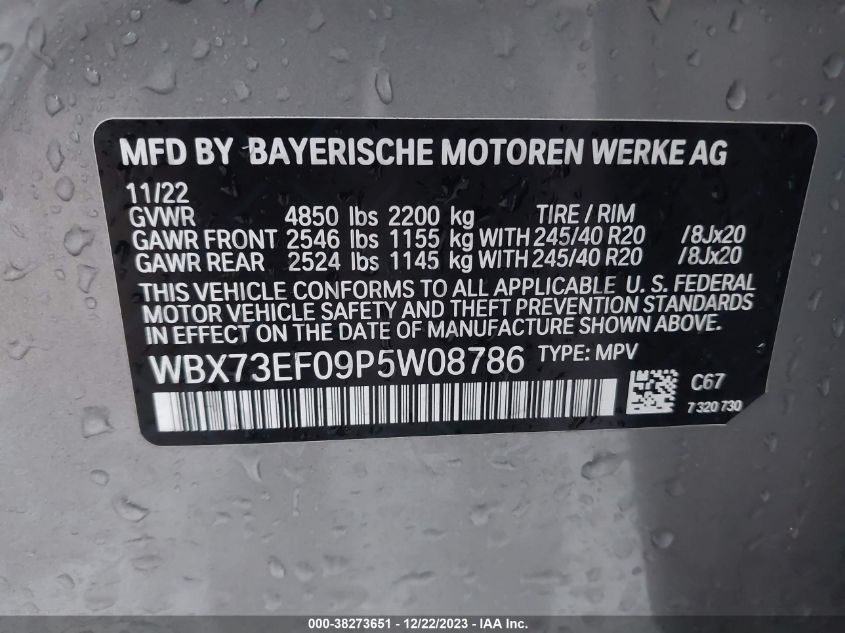 MFD BY BAYERISCHE MOTOREN WERKE AG
11/22
GVWR 4850 lbs 2200 kg TIRE / RIM
GAWR FRONT 2546 lbs 1155 kg WITH 245/40 R20 /8Jx20
GAWR REAR 2524 lbs 1145 kg WITH 245/40 R20 /8Jx20
THIS VEHICLE CONFORMS TO ALL APPLICABLE U. S. FEDERAL
MOTOR VEHICLE SAFETY AND THEFT PREVENTION STANDARDS
IN EFFECT ON THE DATE OF MANUFACTURE SHOWN ABOVE.
WBX73EF09P5W08786 TYPE: MPV
C67
7 320 730
000-38273651 - 12/22/2023 - IAA Inc.